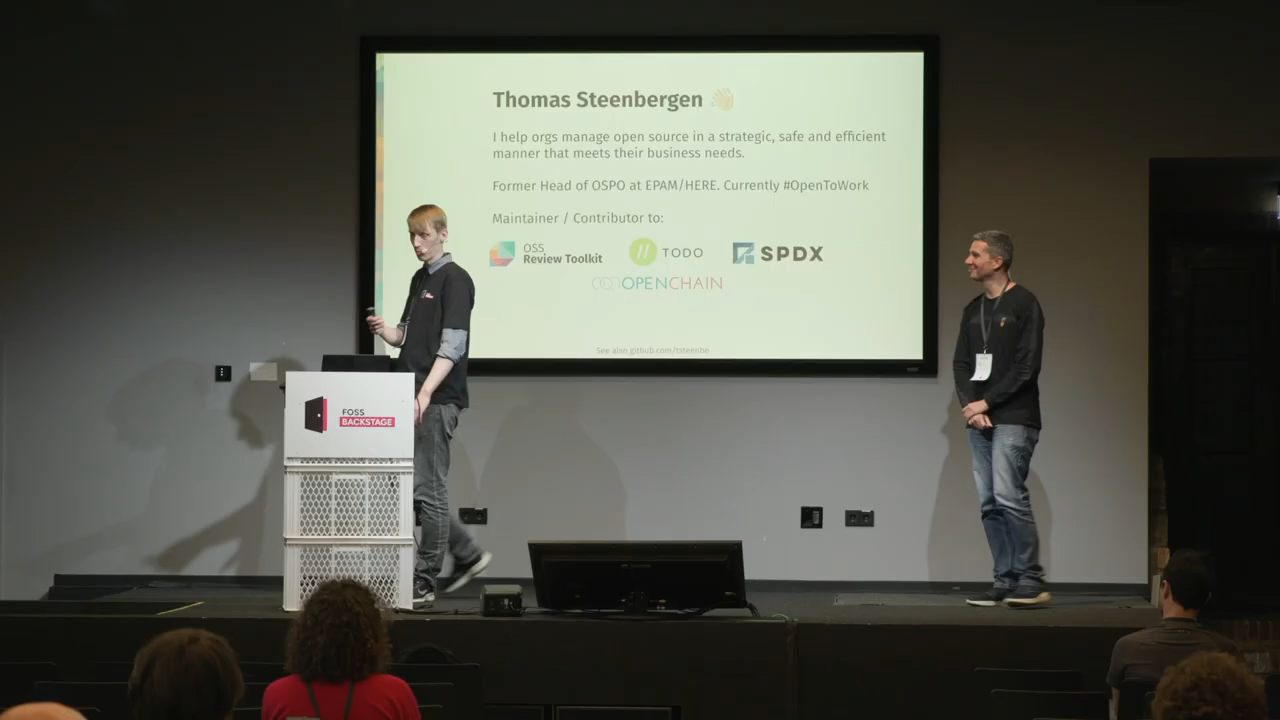 Thomas Steenbergen 👋🏻
I help orgs manage open source in a strategic, safe and efficient
manner that meets their business needs.
Former Head of OSPO at EPAM/HERE. Currently #OpenToWork
Maintainer / Contributor to:
OSS
Review Toolkit
TODO
SPDX
OPENCHAIN
See also github.com/tsteenbe
FOSS
BACKSTAGE